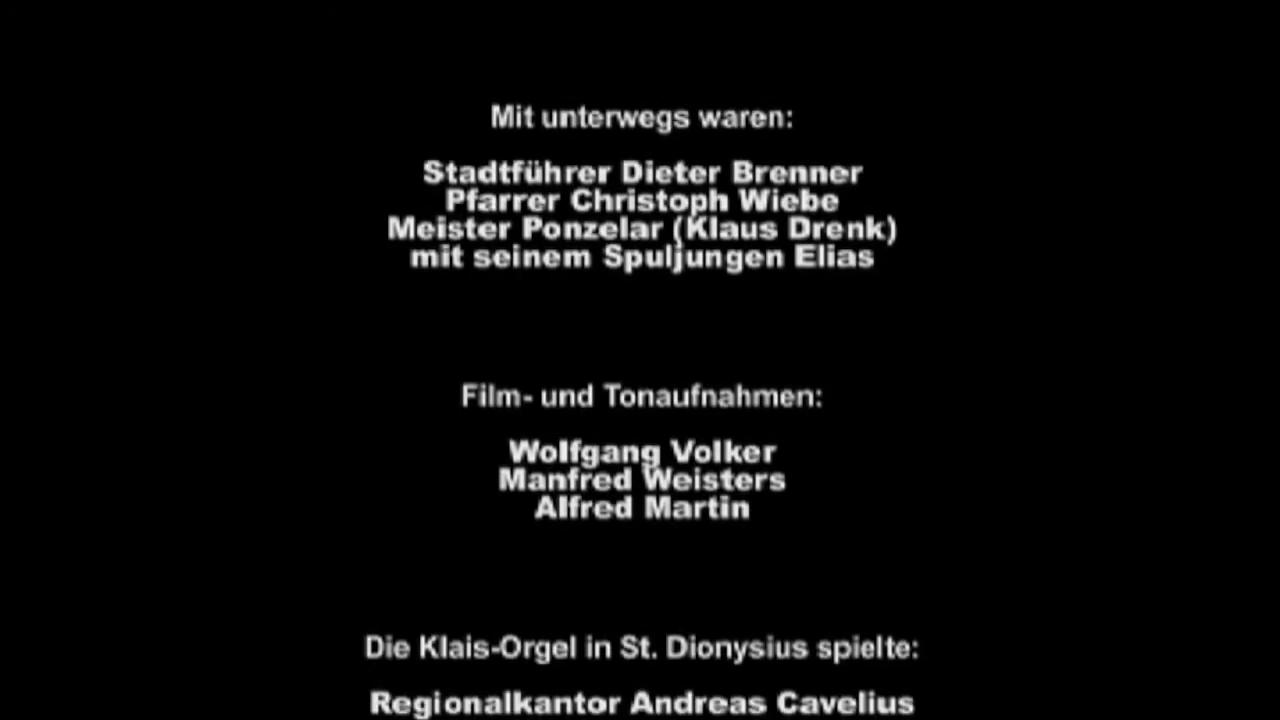 Mit unterwegs waren:
Stadtführer Dieter Brenner
Pfarrer Christoph Wiebe
Meister Ponzelar (Klaus Drenk)
mit seinem Spuljungen Elias
Film- und Tonaufnahmen:
Wolfgang Volker
Manfred Weisters
Alfred Martin
Die Klais-Orgel in St. Dionysius spielte:
Regionalkantor Andreas Cavelius